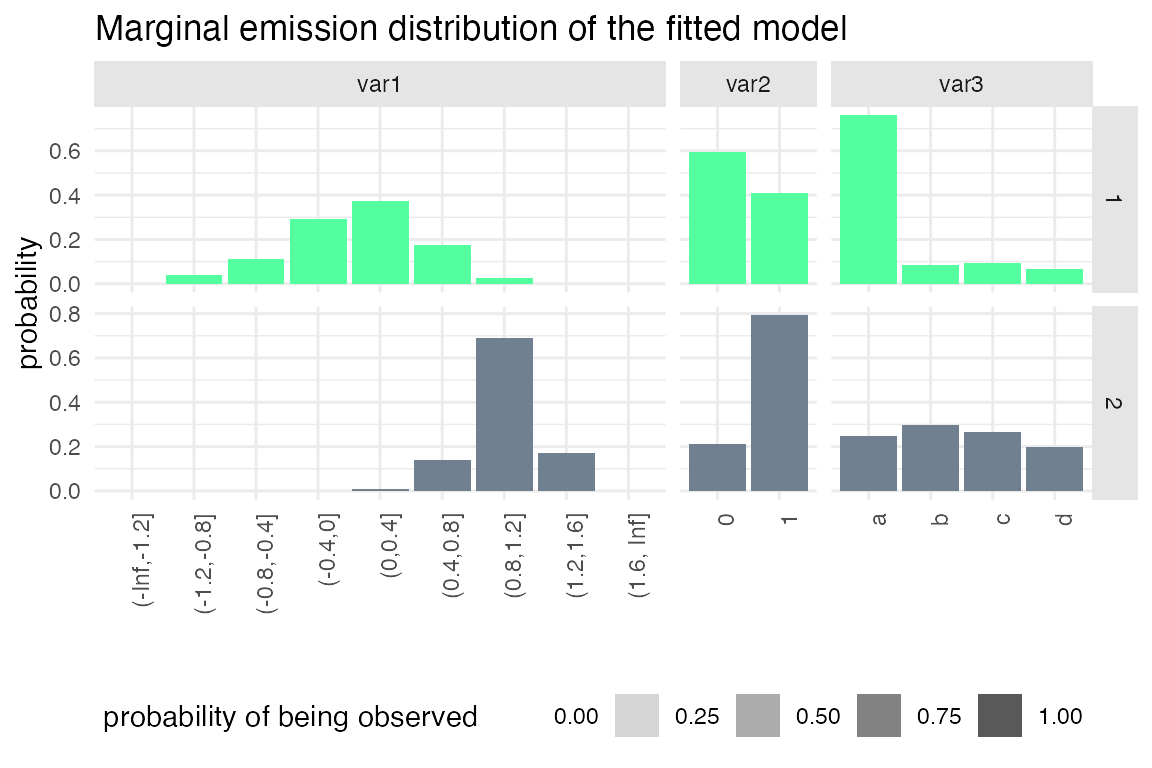 Marginal emission distribution of the fitted model
var1 var2 var3
0.6
0.4
0.2
0.0
1
0.8
0.6
0.4
0.2
0.0
2
probability
(-Inf,-1.2] (-1.2,-0.8] (-0.8,-0.4] (-0.4,0] (0,0.4] (0.4,0.8] (0.8,1.2] (1.2,1.6] (1.6, Inf] 0 1 a b c d
probability of being observed 0.00 0.25 0.50 0.75 1.00